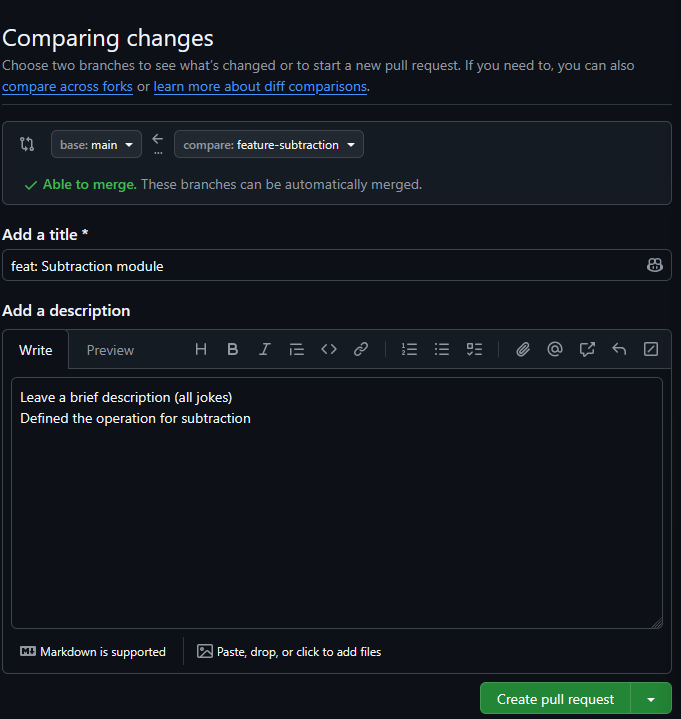 Comparing changes
Choose two branches to see what's changed or to start a new pull request. If you need to, you can also
compare across forks or learn more about diff comparisons.
base: main
compare: feature-subtraction
Able to merge. These branches can be automatically merged.
Add a title *
feat: Subtraction module
Add a description
Write Preview
Leave a brief description (all jokes)
Defined the operation for subtraction
Markdown is supported Paste, drop, or click to add files
Create pull request